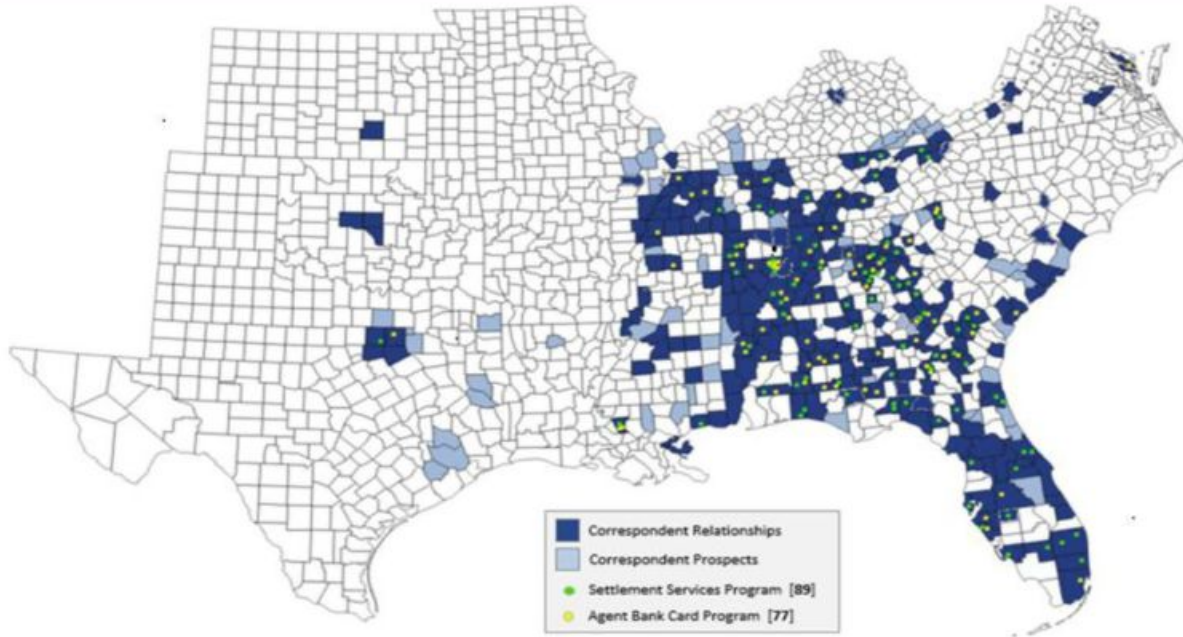 Correspondent Relationships
Correspondent Prospects
Settlement Services Program [89]
Agent Bank Card Program [77]